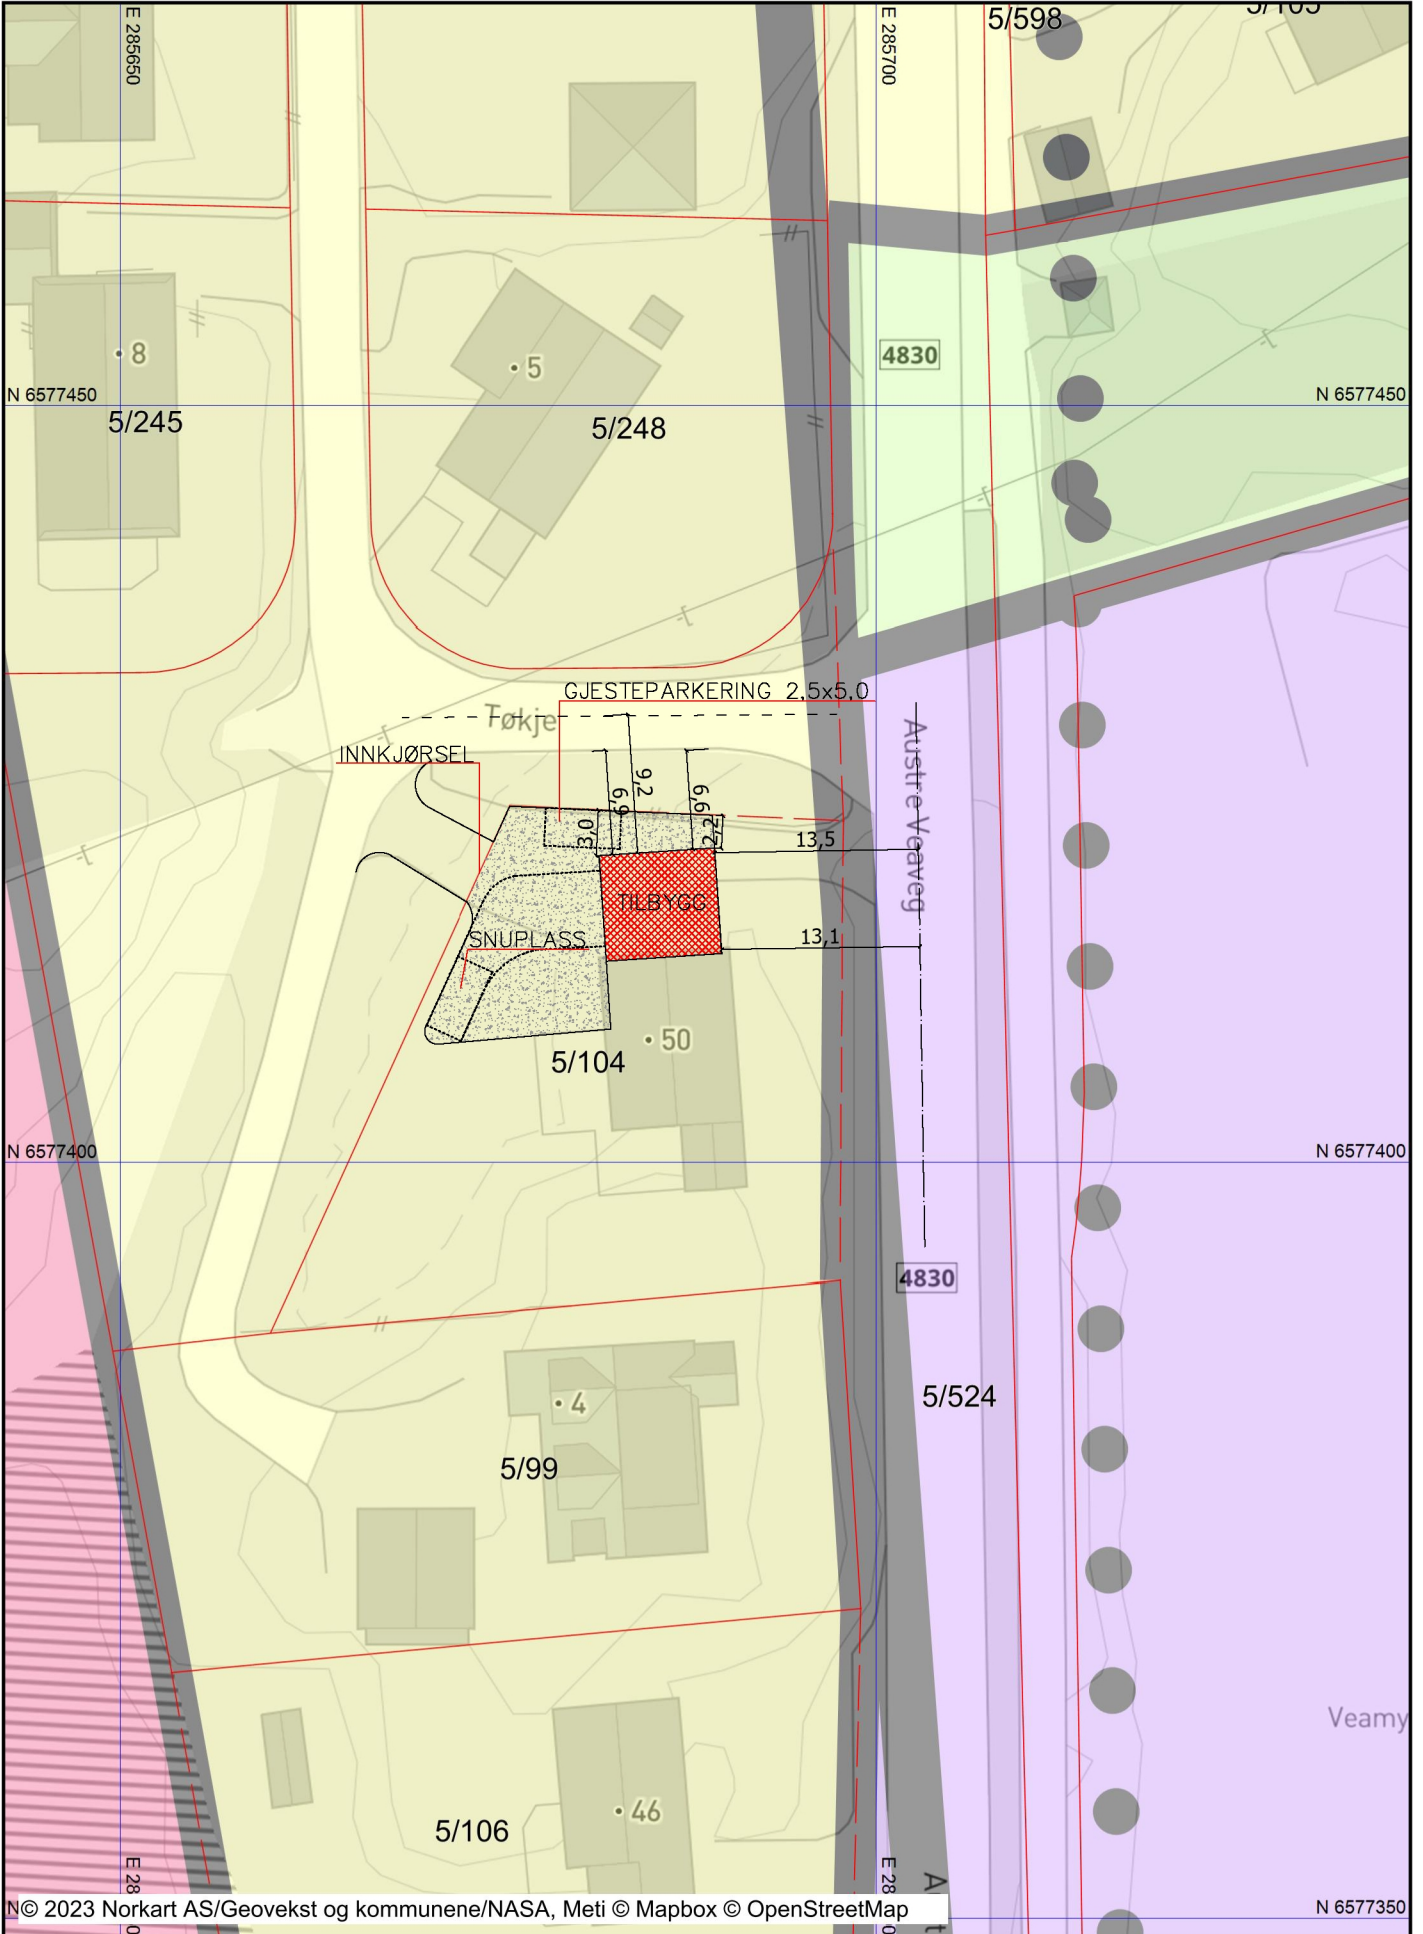 E 285650
E 285700
5/598
8
5
4830
N 6577450
N 6577450
5/245
5/248
GJESTEPARKERING 2,5x5,0
Tøkje
INNKJØRSEL
Austre Veaveg
9,2
6,6
6,6
3,0
2,2
13,5
TILBYGG
SNUPLASS
13,1
50
5/104
N 6577400
N 6577400
4830
5/524
4
5/99
Veamy
46
5/106
N© 2023 Norkart AS/Geovekst og kommunene/NASA, Meti © Mapbox © OpenStreetMap
N 6577350